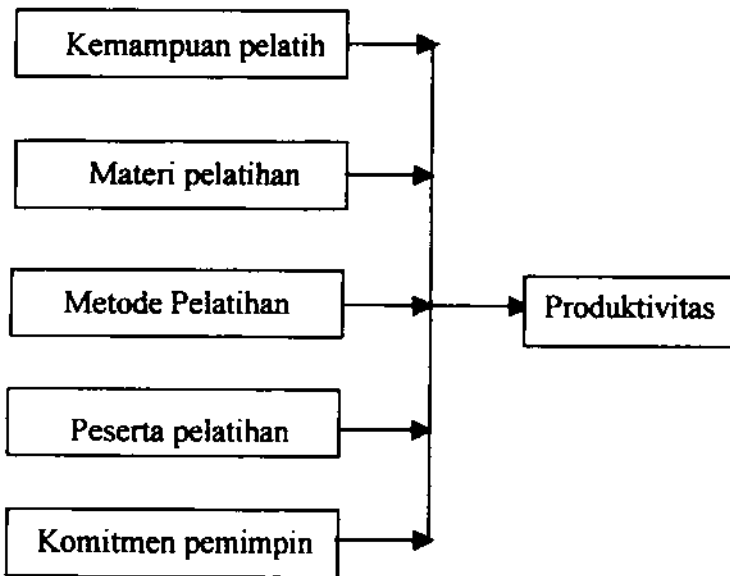 Kemampuan pelatih
Materi pelatihan
Metode Pelatihan
Produktivitas
Peserta pelatihan
Komitmen pemimpin